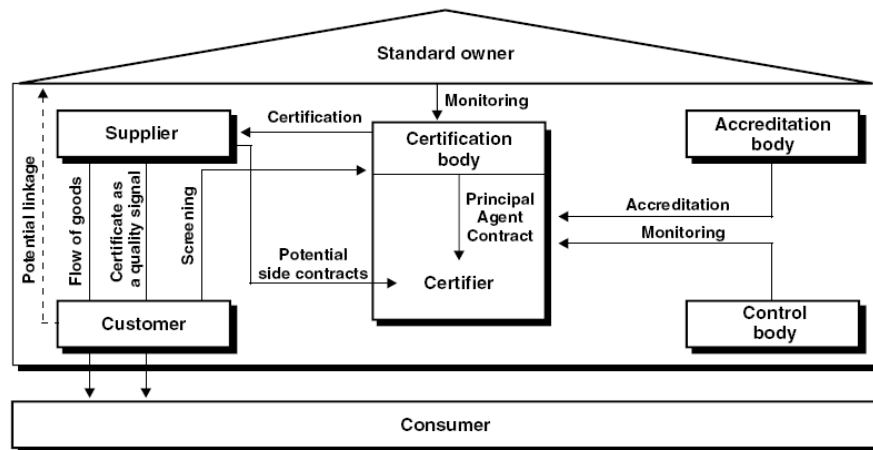 Standard owner
Monitoring
Supplier
Certification
Certification
body
Accreditation
body
Potential linkage
Flow of goods
Certificate as
a quality signal
Screening
Principal
Agent
Contract
Accreditation
Monitoring
Potential
side contracts
Certifier
Customer
Control
body
Consumer